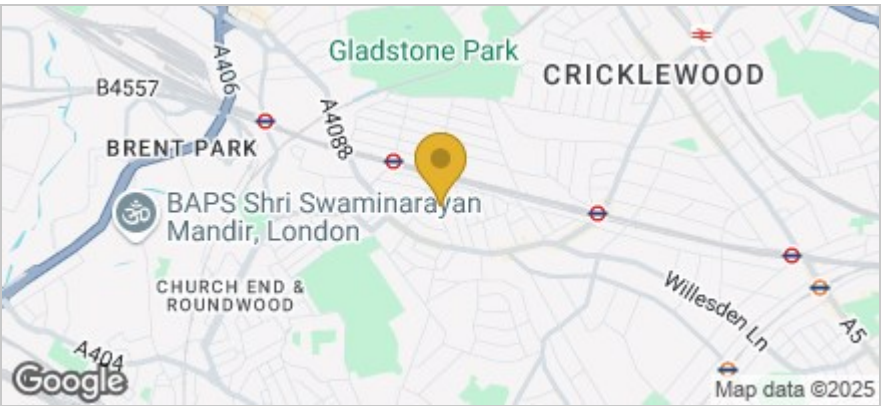 Gladstone Park
CRICKLEWOOD
A406
B4557
A4088
BRENT PARK
BAPS Shri Swaminarayan
Mandir, London
CHURCH END &
ROUNDWOOD
Willesden Ln
A5
A404
Google
Map data ©2025